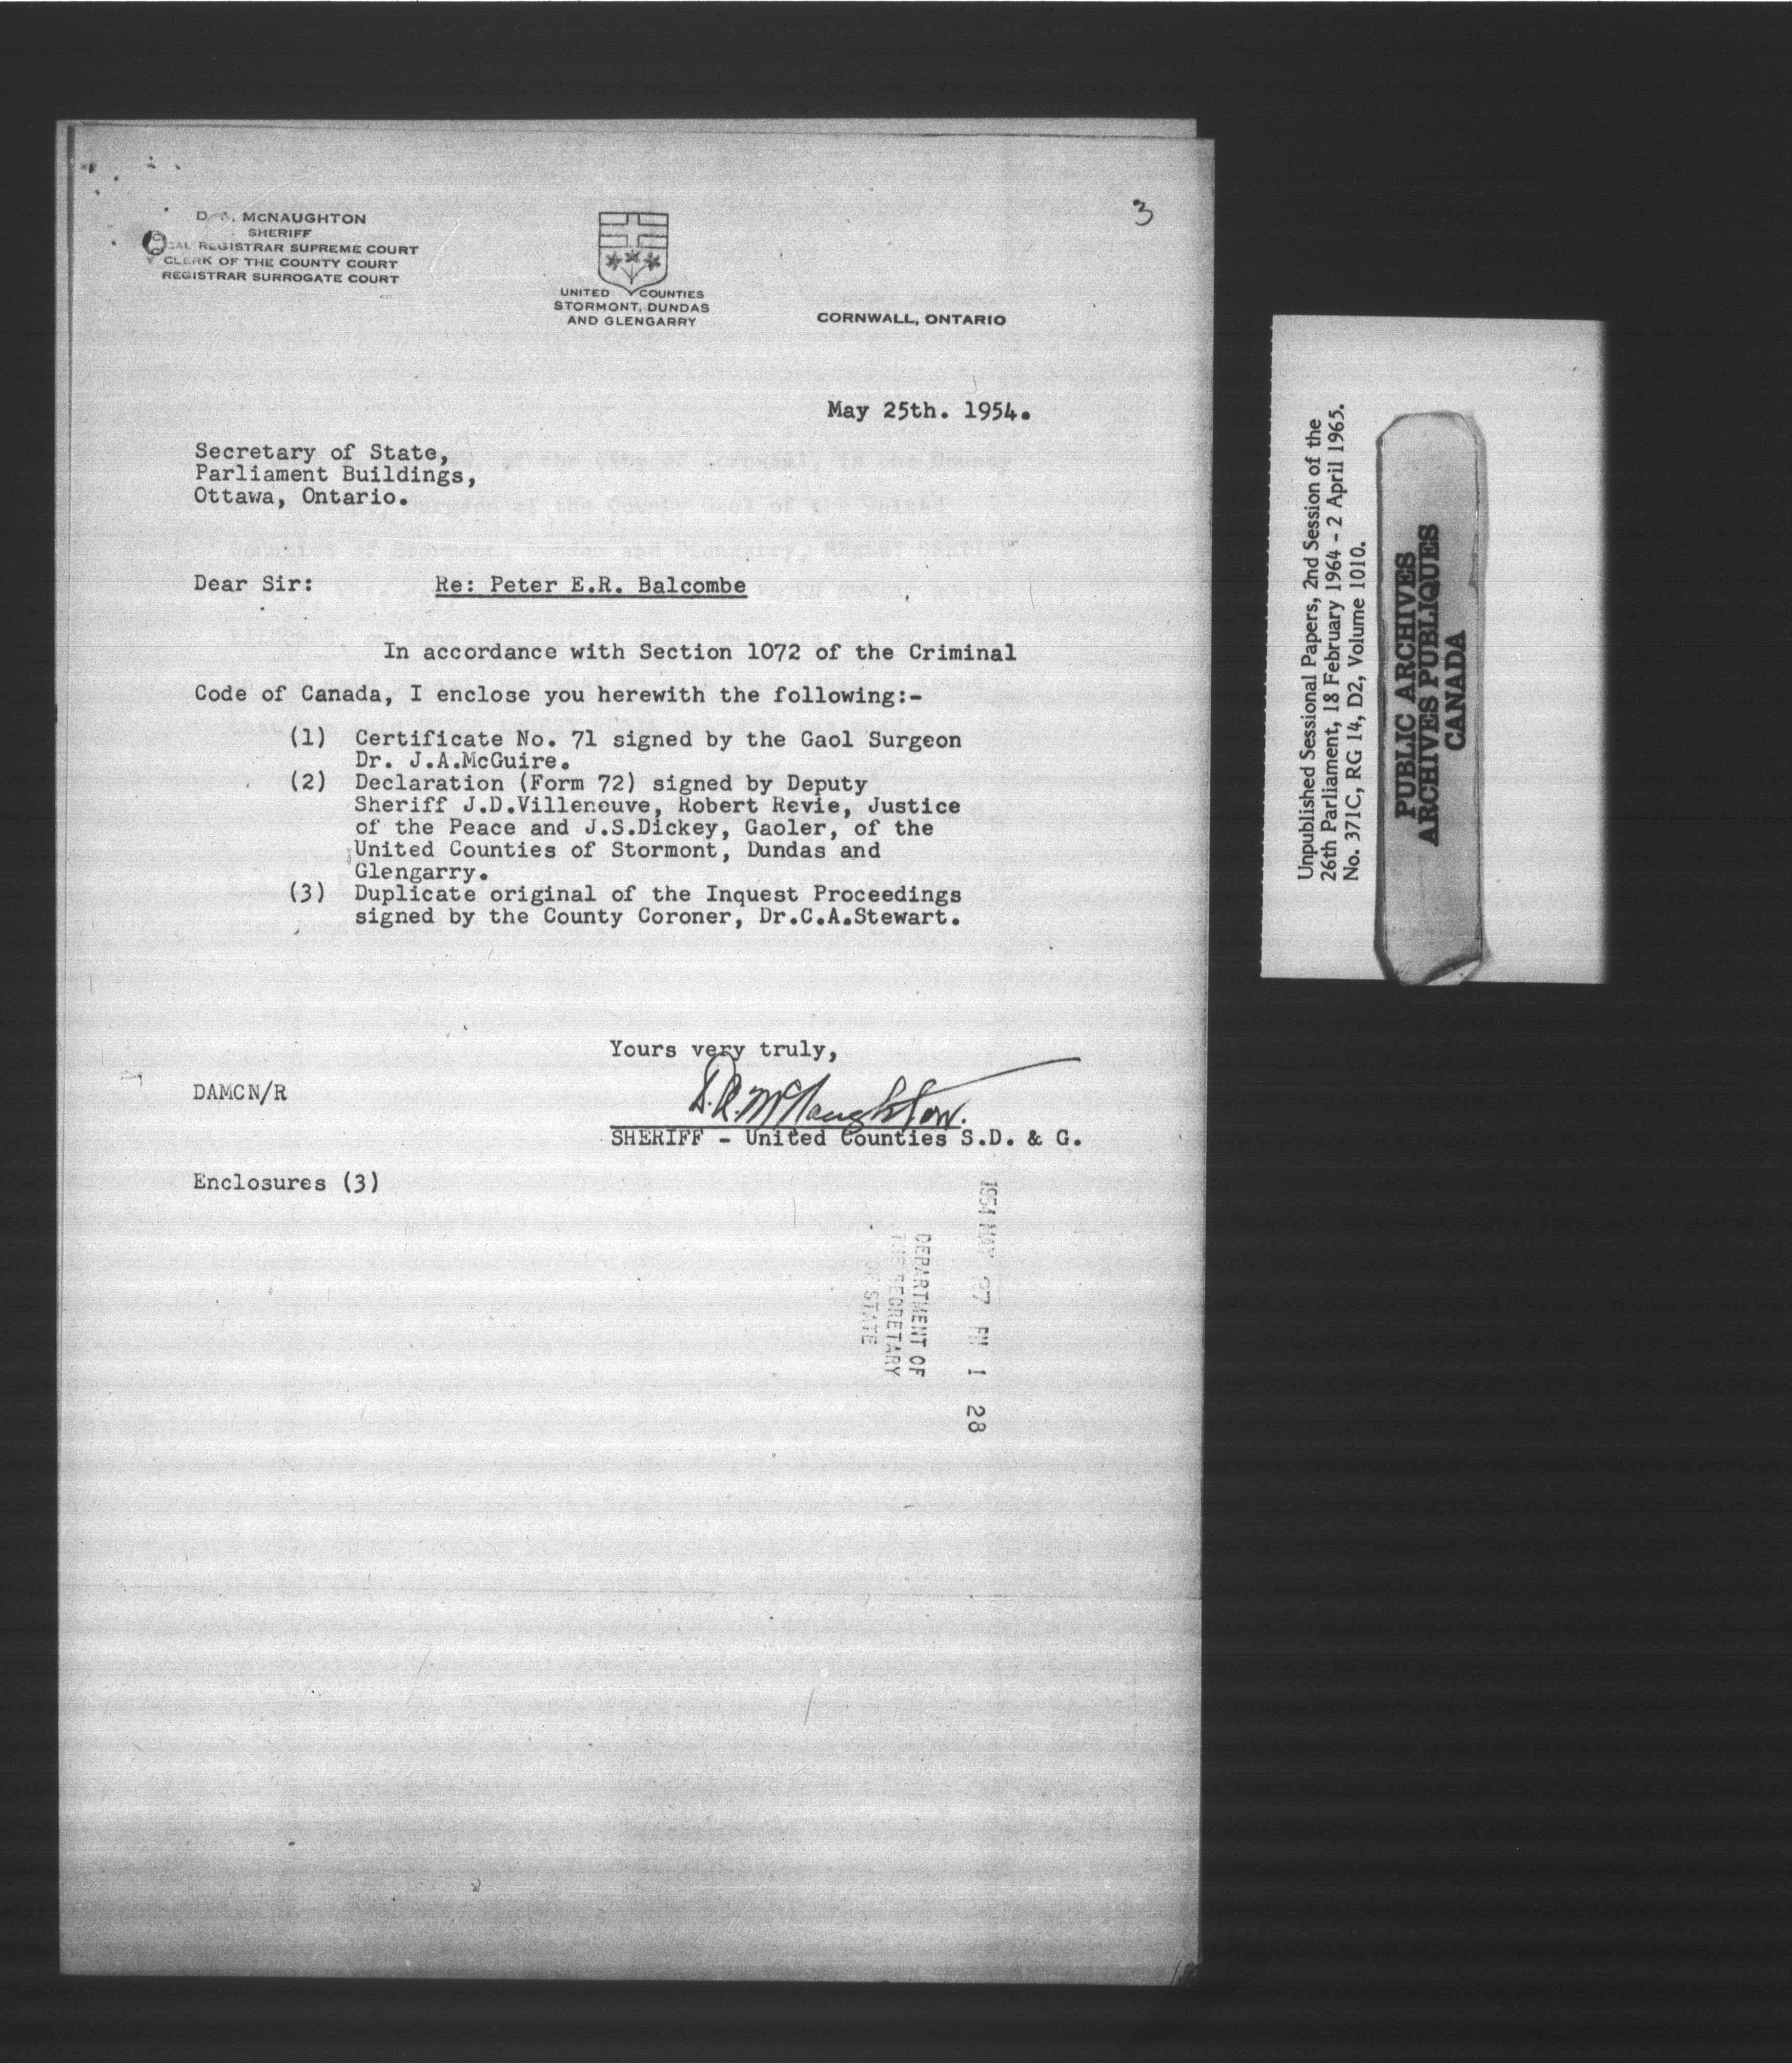 3
MCNAUGHTON
SHERIFF
REGISTRAR SUPREME COURT
CLERK OF THE COUNTY COURT
REGISTRAR SURROGATE COURT
UNITED COUNTIES
STORMONT, DUNDAS
AND GLENGARRY
CORNWALL, ONTARIO
May 25th. 1954.
Secretary of State,
Parliament Buildings,
Ottawa, Ontario.
Dear Sir: Re: Peter E.R. Balcombe
In accordance with Section 1072 of the Criminal
Code of Canada, I enclose you herewith the following:-
(1) Certificate No. 71 signed by the Gaol Surgeon
Dr. J.A.McGuire.
(2) Declaration (Form 72) signed by Deputy
Sheriff J.D.Villenouve, Robert Revie, Justice
of the Peace and J.S.Dickey, Gaoler, of the
United Counties of Stormont, Dundas and
Glengarry.
(3) Duplicate original of the Inquest Proceedings
signed by the County Coroner, Dr.C.A.Stewart.
Yours very truly,
DAMCN/R
D.A. McNaughton.
SHERIFF - United Counties S.D. & G.
Enclosures (3)
1954 MAY 27 PM 1 28
DEPARTMENT OF
THE SECRETARY
OF STATE
Unpublished Sessional Papers, 2nd Session of the
26th Parliament, 18 February 1964 - 2 April 1965.
No. 371C, RG 14, D2, Volume 1010.
PUBLIC ARCHIVES
ARCHIVES PUBLIQUES
CANADA